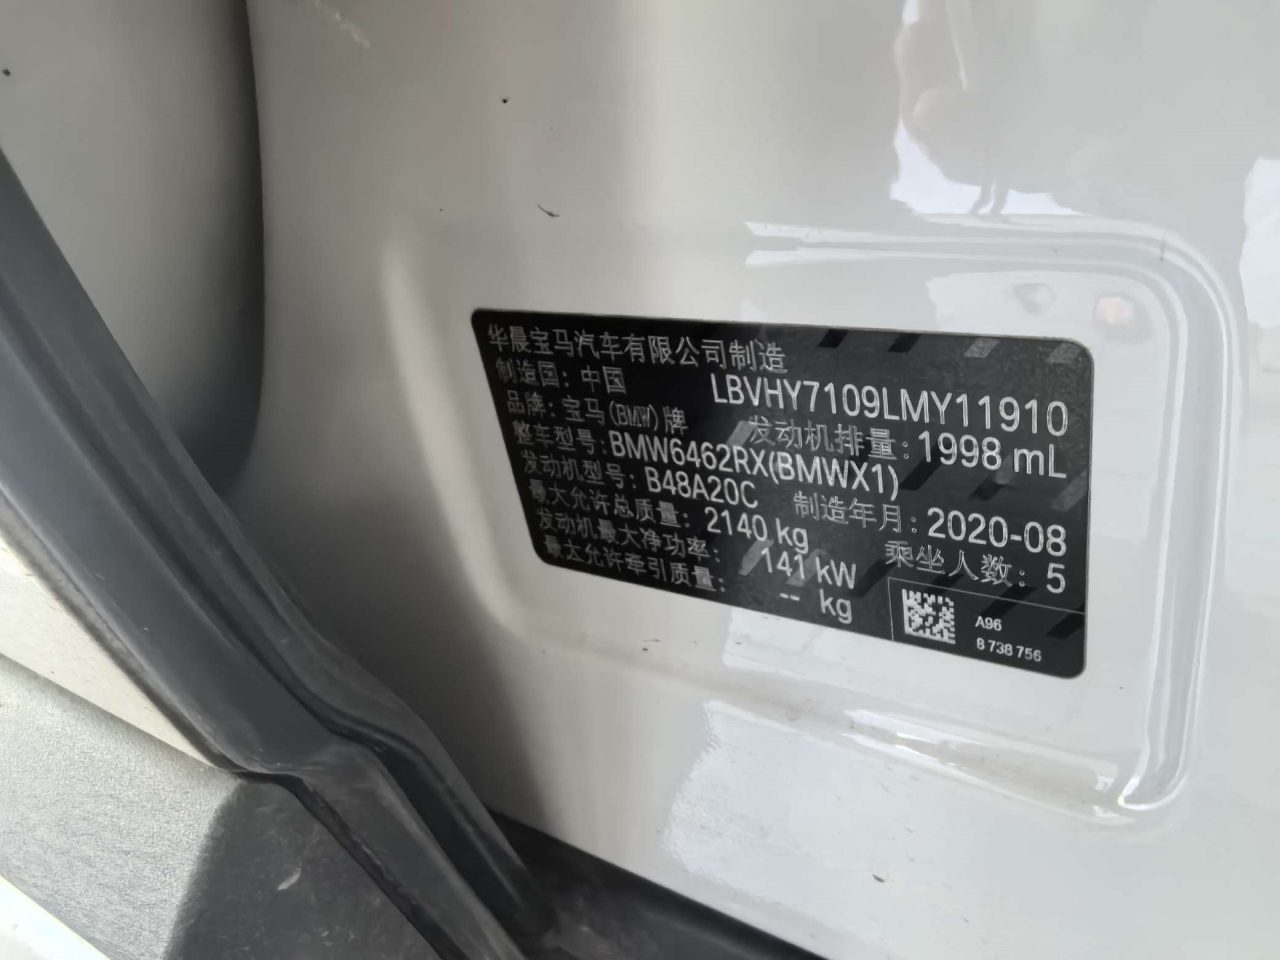 华晨宝马汽车有限公司制造
制造国：中国 LBVHY7109LMY11910
品牌：宝马(BMW)牌 发动机排量：1998 mL
整车型号：BMW6462RX(BMWX1)
发动机型号：B48A20C 制造年月：2020-08
最大允许总质量：2140 kg 乘坐人数：5
发动机最大净功率：141 kW
最大允许牵引质量：-- kg
A96
8 738 756